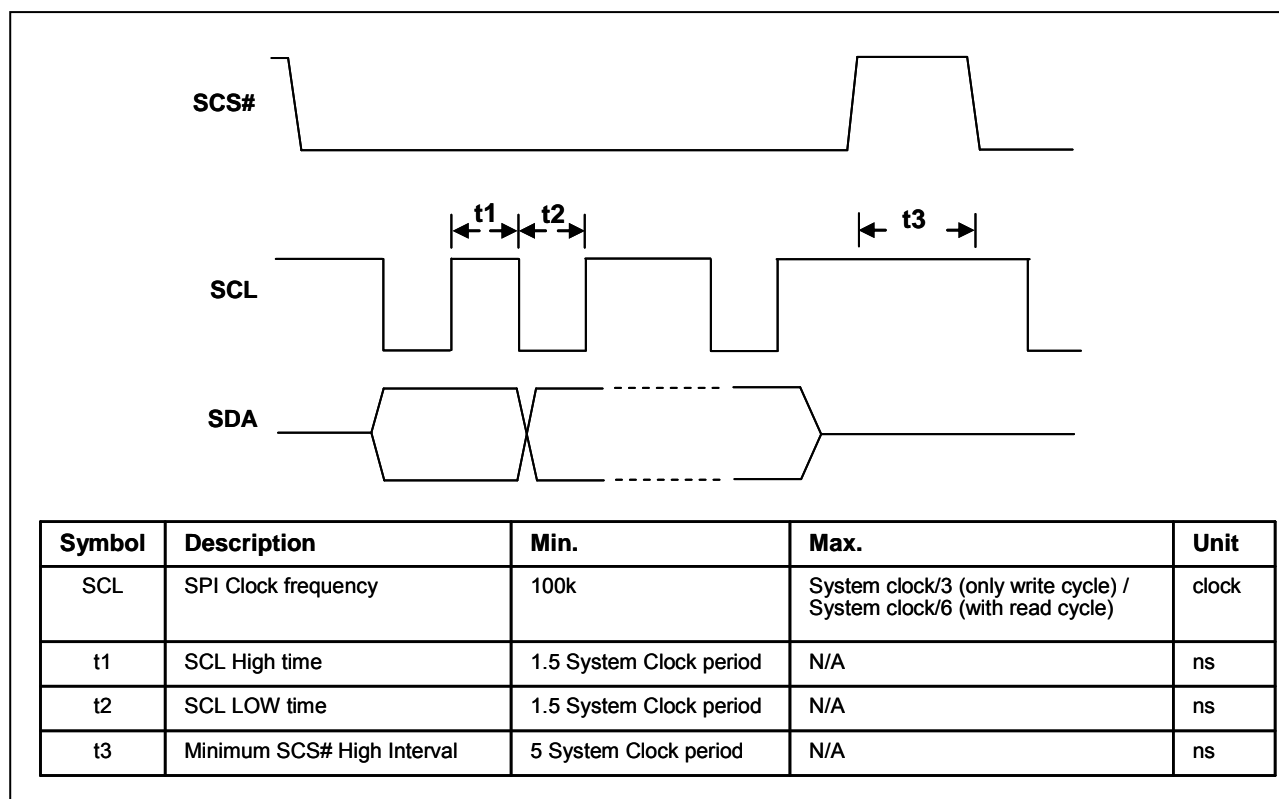 SCS#
t1 t2 t3
SCL
SDA
Symbol Description Min. Max. Unit
SCL SPI Clock frequency 100k System clock/3 (only write cycle) / clock
System clock/6 (with read cycle)
t1 SCL High time 1.5 System Clock period N/A ns
t2 SCL LOW time 1.5 System Clock period N/A ns
t3 Minimum SCS# High Interval 5 System Clock period N/A ns